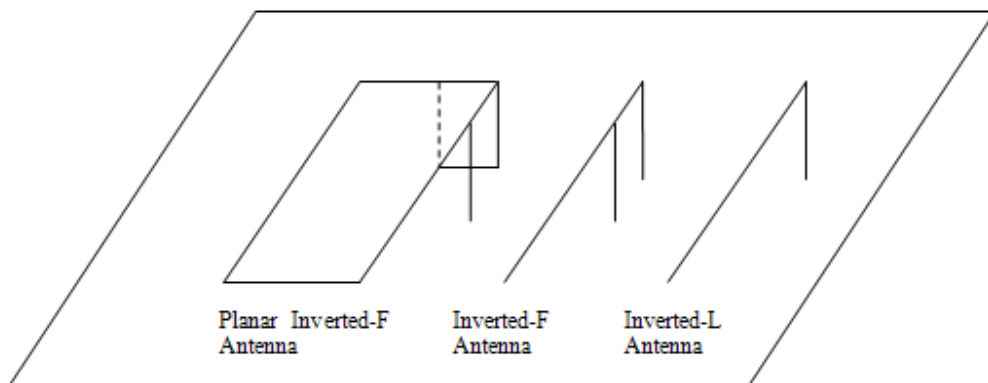 Planar Inverted-F
Antenna
Inverted-F
Antenna
Inverted-L
Antenna